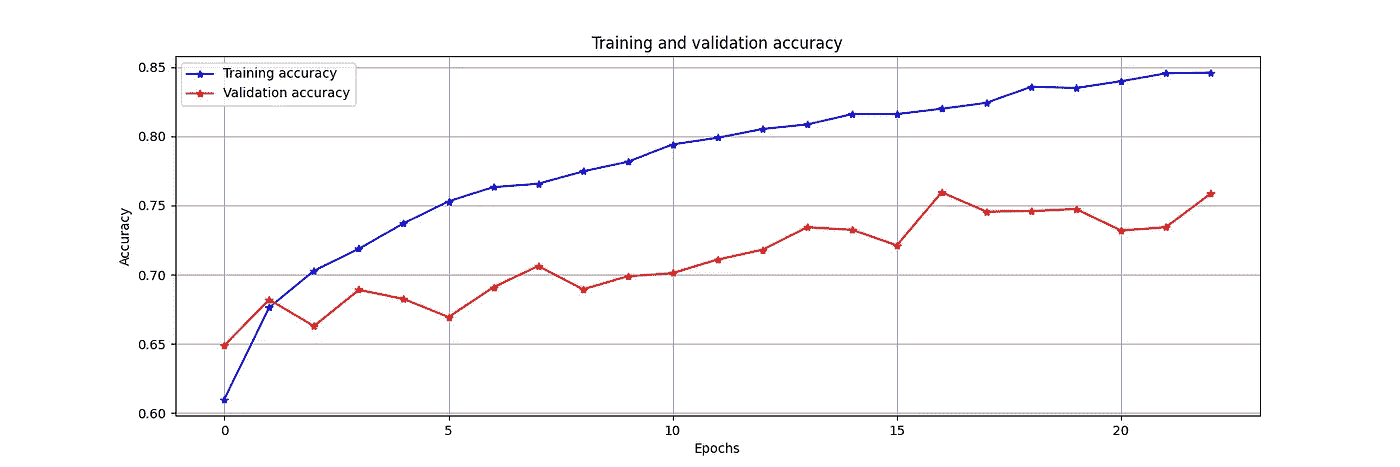 Training and validation accuracy
Training accuracy
Validation accuracy
0.85
0.80
0.75
0.70
0.65
0.60
Accuracy
0 5 10 15 20
Epochs